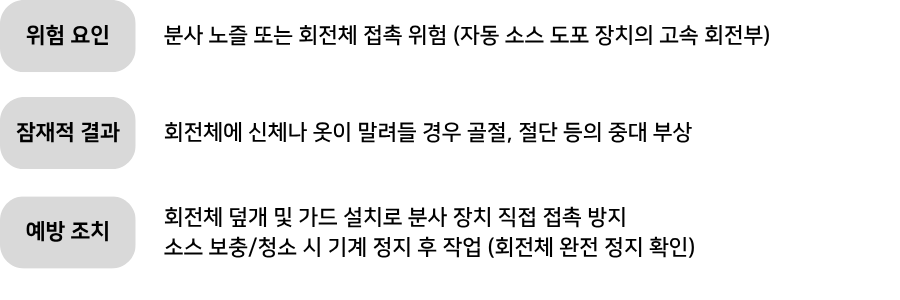 위험 요인
분사 노즐 또는 회전체 접촉 위험 (자동 소스 도포 장치의 고속 회전부)
잠재적 결과
회전체에 신체나 옷이 말려들 경우 골절, 절단 등의 중대 부상
예방 조치
회전체 덮개 및 가드 설치로 분사 장치 직접 접촉 방지
소스 보충/청소 시 기계 정지 후 작업 (회전체 완전 정지 확인)